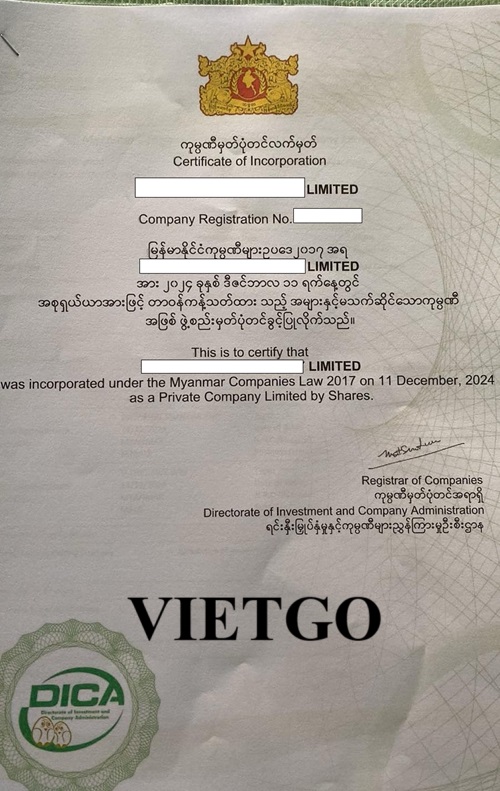 ကုမ္ပဏီမှတ်ပုံတင်လက်မှတ်
Certificate of Incorporation
LIMITED
Company Registration No.
မြန်မာနိုင်ငံကုမ္ပဏီများဥပဒေ၂၀၁၇ အရ
LIMITED
အား ၂၀၂၄ ခုနှစ် ဒီဇင်ဘာလ ၁၁ ရက်နေ့တွင်
အစုရှယ်ယာအားဖြင့် တာဝန်ကန့်သတ်ထား သည့် အများနှင့်မသက်ဆိုင်သောကုမ္ပဏီ
အဖြစ် ဖွဲ့စည်းမှတ်ပုံတင်ခွင့်ပြုလိုက်သည်။
This is to certify that
LIMITED
was incorporated under the Myanmar Companies Law 2017 on 11 December, 2024
as a Private Company Limited by Shares.
Registrar of Companies
ကုမ္ပဏီမှတ်ပုံတင်အရာရှိ
Directorate of Investment and Company Administration
ရင်းနှီးမြှုပ်နှံမှုနှင့်ကုမ္ပဏီများညွှန်ကြားမှုဦးစီးဌာန
VIETGO
DICA
Directorate of Investment and
Company Administration